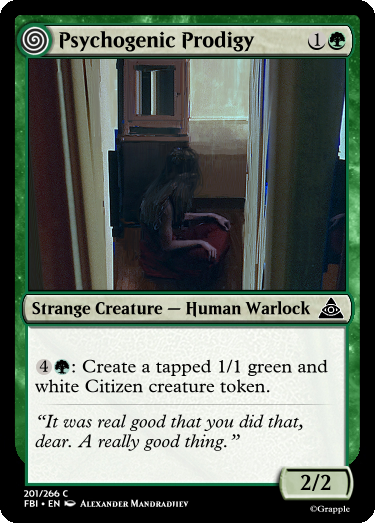 Psychogenic Prodigy 1
Strange Creature — Human Warlock
4: Create a tapped 1/1 green and
white Citizen creature token.
“It was real good that you did that,
dear. A really good thing.”
2/2
201/266 C
FBI • EN Alexander Mandradjiev
©Grapple